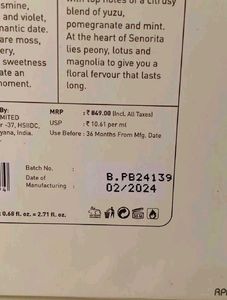 with top notes of a citrusy
smine,
blend of yuzu,
and violet,
pomegranate and mint.
mantic date.
At the heart of Senorita
are moss,
lies peony, lotus and
ery,
magnolia to give you a
sweetness
floral fervour that lasts
ate an
long.
moment.
By:
MRP : ₹ 849.00 (Incl. All Taxes)
IMITED
USP : ₹ 10.61 per ml
r -37, HSIIDC,
Use Before : 36 Months From Mfg. Date
yana, India.
Batch No. : B.PB24139
Date of
Manufacturing : 02/2024
: 0.68 fl. oz. = 2.71 fl. oz.